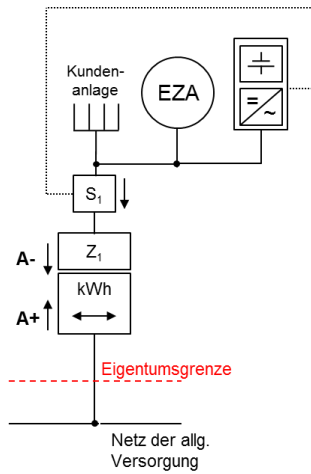 Kunden-
anlage
EZA
=
~
S1
A-
Z1
kWh
A+
Eigentumsgrenze
Netz der allg.
Versorgung